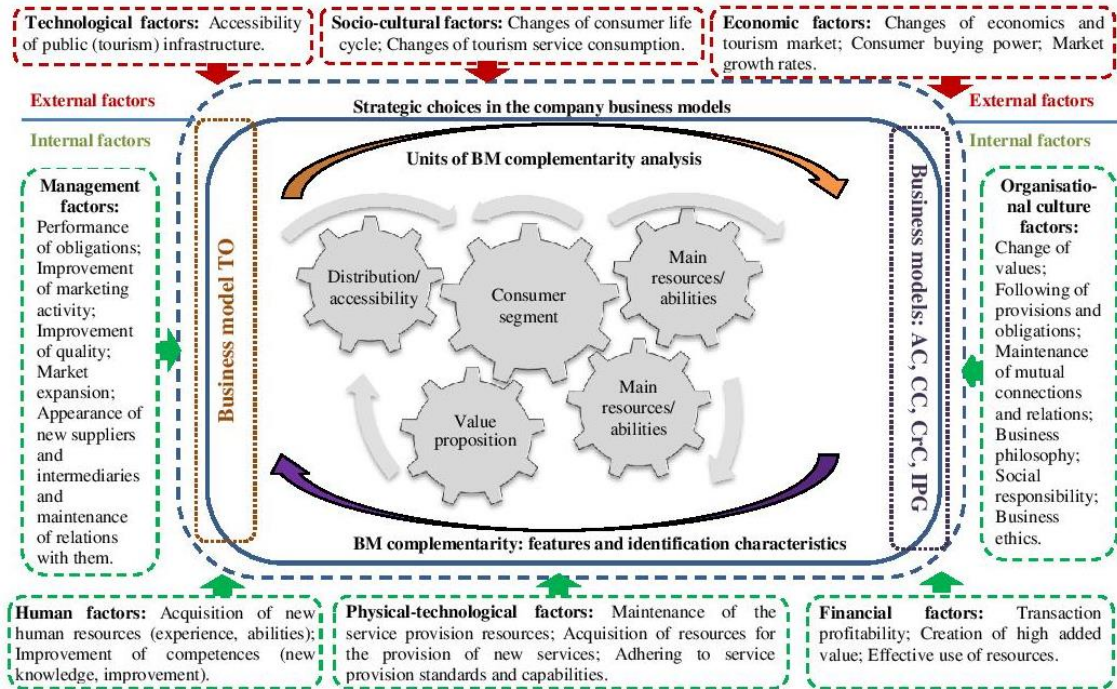 Technological factors: Accessibility
of public (tourism) infrastructure.
Socio-cultural factors: Changes of consumer life
cycle; Changes of tourism service consumption.
Economic factors: Changes of economics and
tourism market; Consumer buying power; Market
growth rates.
External factors
External factors
Internal factors
Internal factors
Strategic choices in the company business models
Units of BM complementarity analysis
Management
factors:
Performance
of obligations;
Improvement
of marketing
activity;
Improvement
of quality;
Market
expansion;
Appearance of
new suppliers
and
intermediaries
and
maintenance
of relations
with them.
Business model TO
Distribution/
accessibility
Consumer
segment
Main
resources/
abilities
Value
proposition
Main
resources/
abilities
Business models: AC, CC, CrC, IPG
Organisatio-
nal culture
factors:
Change of
values;
Following of
provisions and
obligations;
Maintenance
of mutual
connections
and relations;
Business
philosophy;
Social
responsibility;
Business
ethics.
BM complementarity: features and identification characteristics
Human factors: Acquisition of new
human resources (experience, abilities);
Improvement of competences (new
knowledge, improvement).
Physical-technological factors: Maintenance of the
service provision resources; Acquisition of resources for
the provision of new services; Adhering to service
provision standards and capabilities.
Financial factors: Transaction
profitability; Creation of high added
value; Effective use of resources.